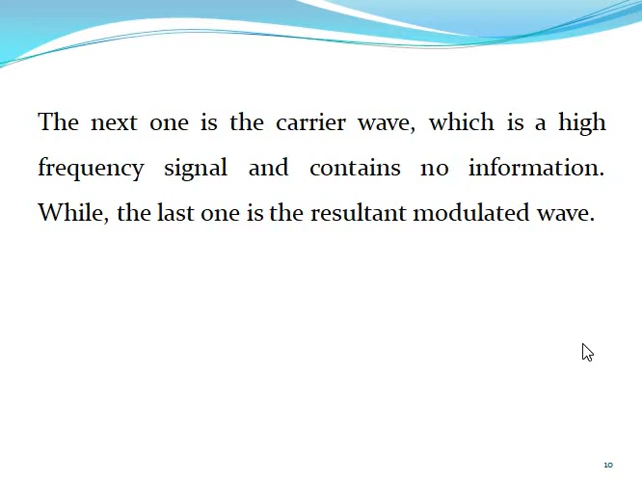 The next one is the carrier wave, which is a high
frequency signal and contains no information.
While, the last one is the resultant modulated wave.
10